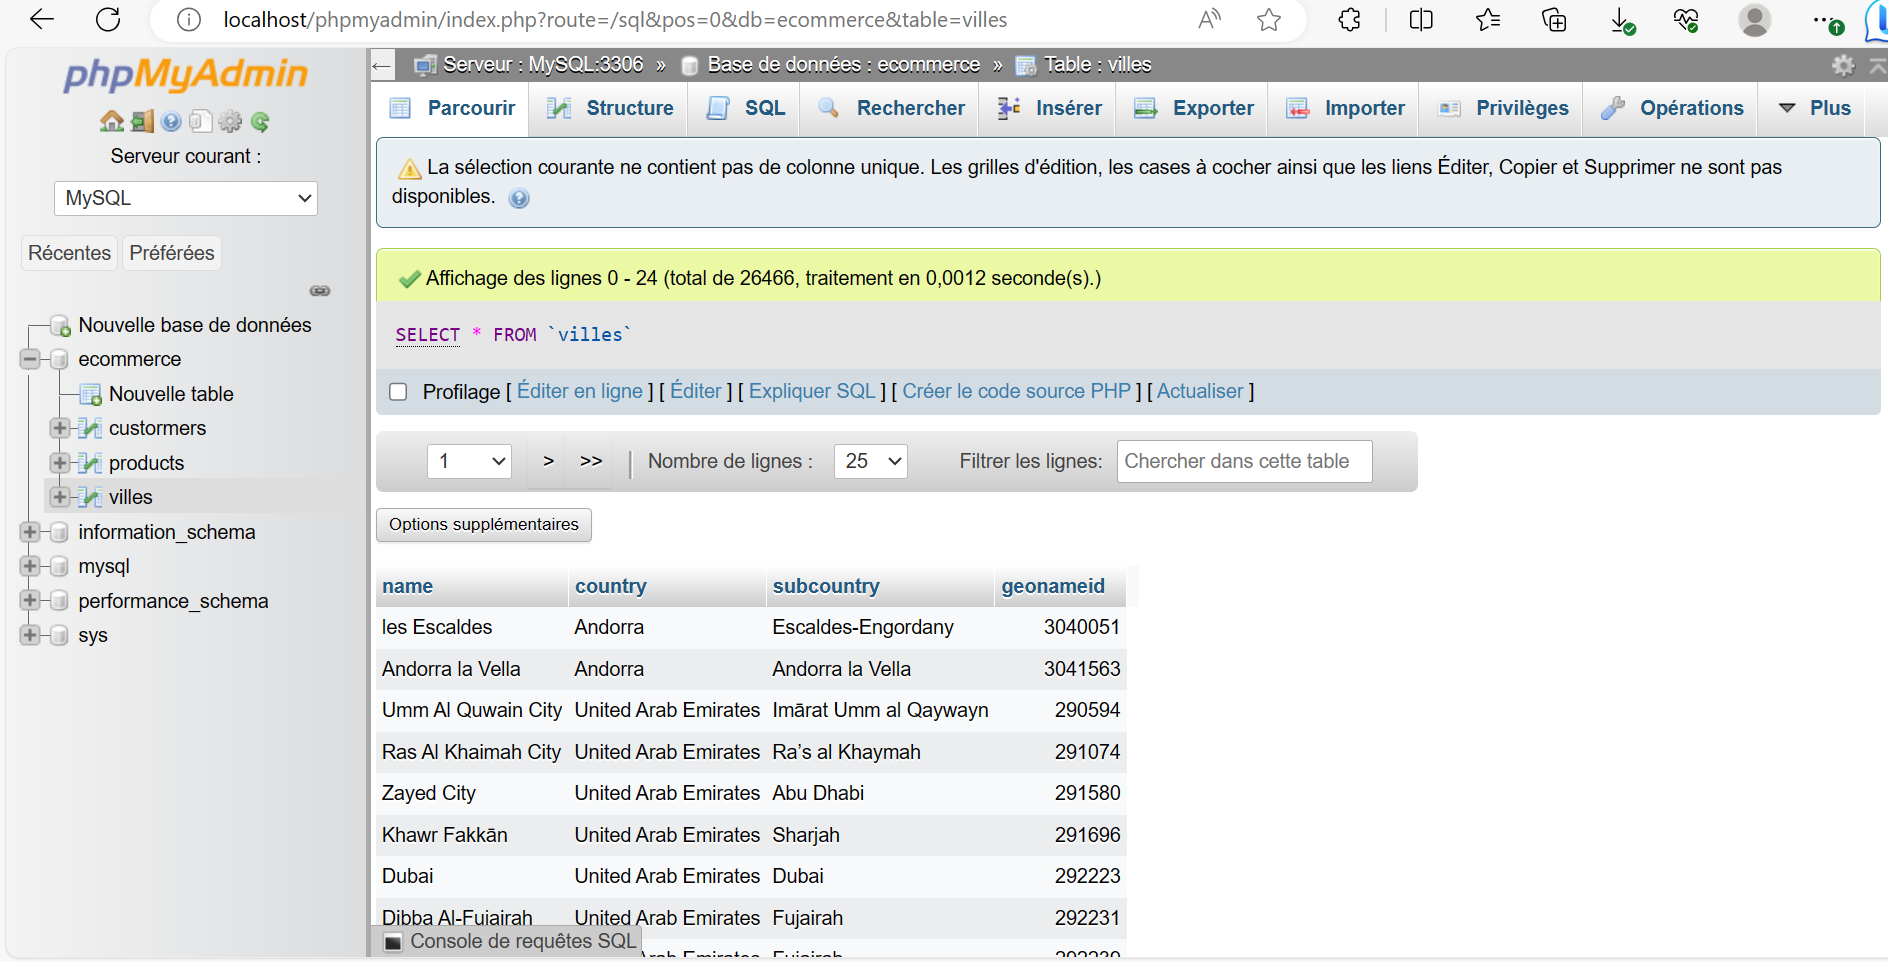 localhost/phpmyadmin/index.php?route=/sql&pos=0&db=ecommerce&table=villes
phpMyAdmin
Serveur courant :
MySQL
Récentes Préférées
Nouvelle base de données
ecommerce
Nouvelle table
custormers
products
villes
information_schema
mysql
performance_schema
sys
Serveur : MySQL:3306 » Base de données : ecommerce » Table : villes
Parcourir Structure SQL Rechercher Insérer Exporter Importer Privilèges Opérations Plus
La sélection courante ne contient pas de colonne unique. Les grilles d'édition, les cases à cocher ainsi que les liens Éditer, Copier et Supprimer ne sont pas
disponibles.
Affichage des lignes 0 - 24 (total de 26466, traitement en 0,0012 seconde(s).)
SELECT * FROM `villes`
Profilage [ Éditer en ligne ] [ Éditer ] [ Expliquer SQL ] [ Créer le code source PHP ] [ Actualiser ]
1 > >> Nombre de lignes : 25 Filtrer les lignes: Chercher dans cette table
Options supplémentaires
name country subcountry geonameid
les Escaldes Andorra Escaldes-Engordany 3040051
Andorra la Vella Andorra Andorra la Vella 3041563
Umm Al Quwain City United Arab Emirates Imārat Umm al Qaywayn 290594
Ras Al Khaimah City United Arab Emirates Ra’s al Khaymah 291074
Zayed City United Arab Emirates Abu Dhabi 291580
Khawr Fakkān United Arab Emirates Sharjah 291696
Dubai United Arab Emirates Dubai 292223
Dibba Al-Fujairah United Arab Emirates Fujairah 292231
Console de requêtes SQL